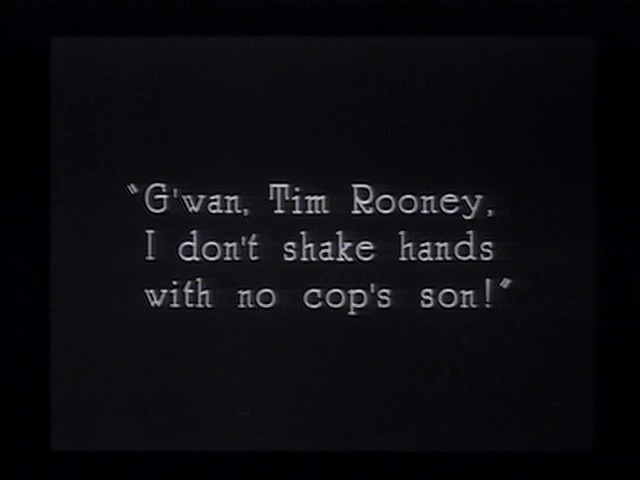 "G'wan, Tim Rooney,
I don't shake hands
with no cop's son!"